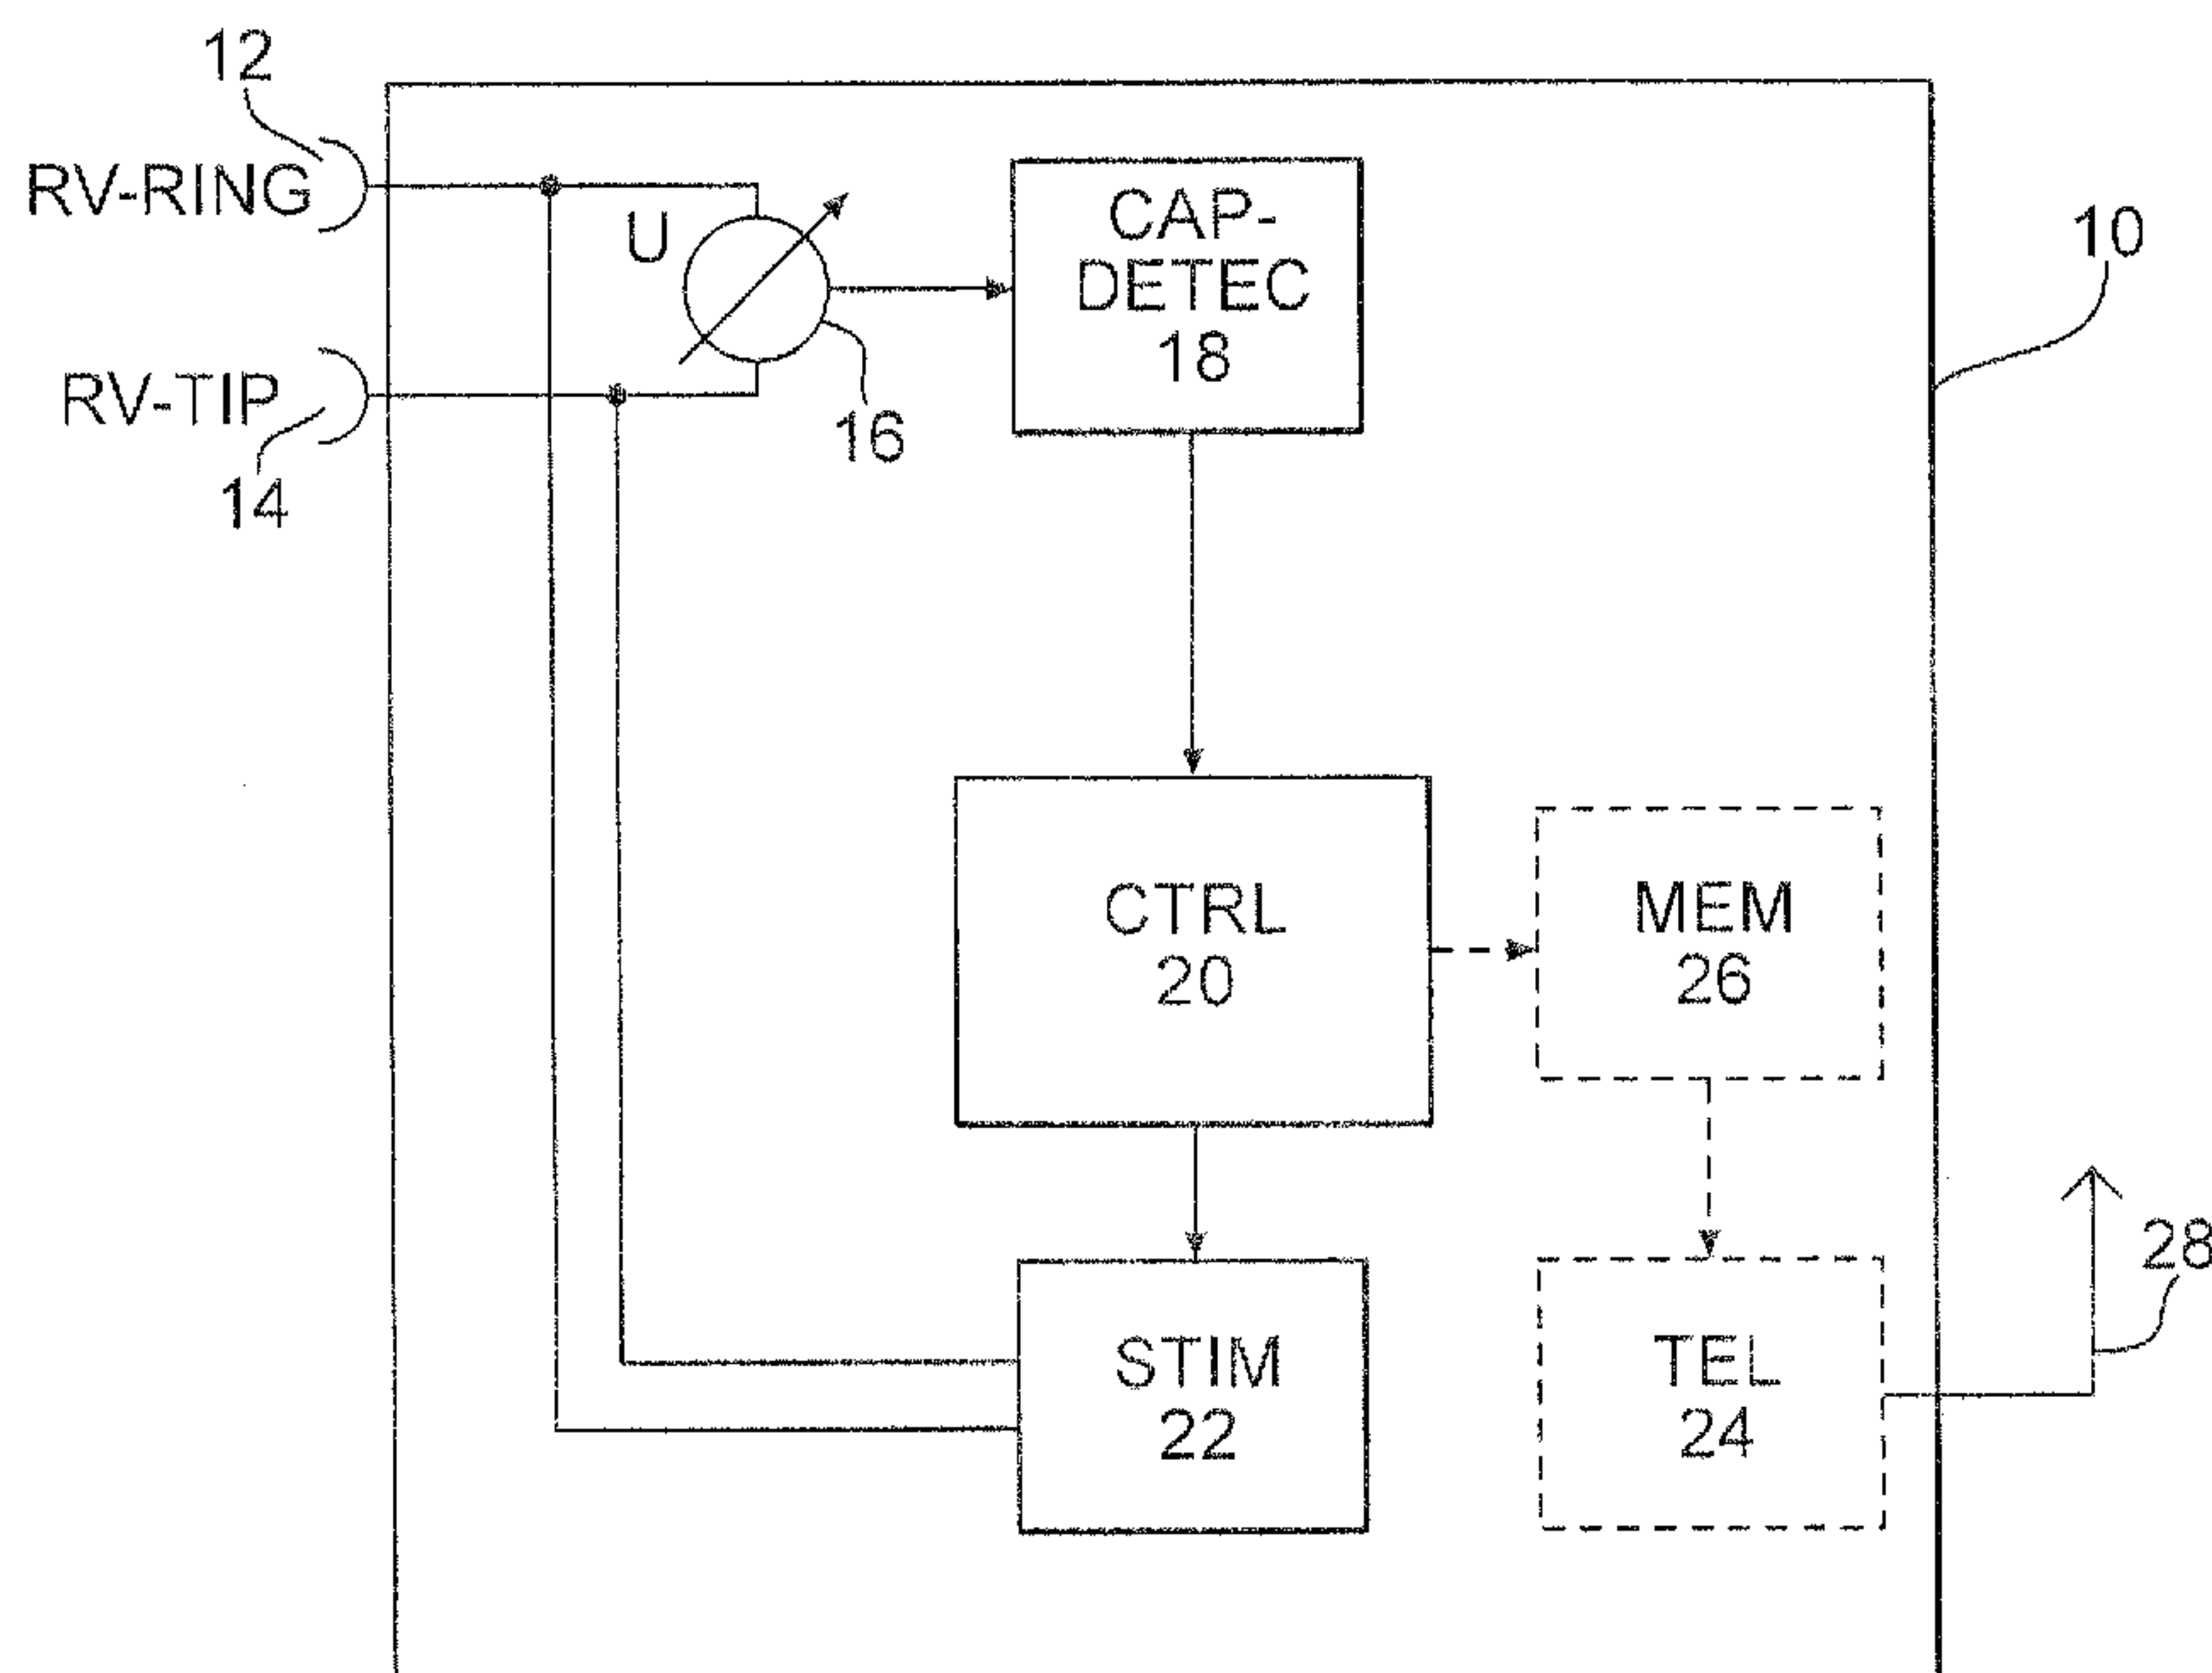 12
RV-RING
U
CAP-
DETEC
18
10
RV-TIP
14
16
CTRL
20
MEM
26
STIM
22
TEL
24
28